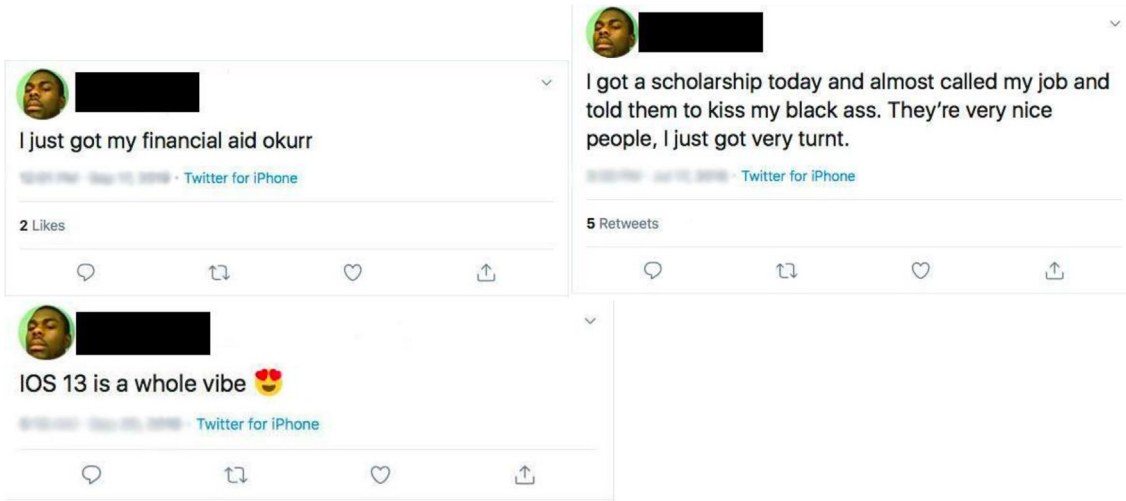 I just got my financial aid okurr
Twitter for iPhone
2 Likes
I got a scholarship today and almost called my job and
told them to kiss my black ass. They're very nice
people, I just got very turnt.
Twitter for iPhone
5 Retweets
IOS 13 is a whole vibe 😍
Twitter for iPhone